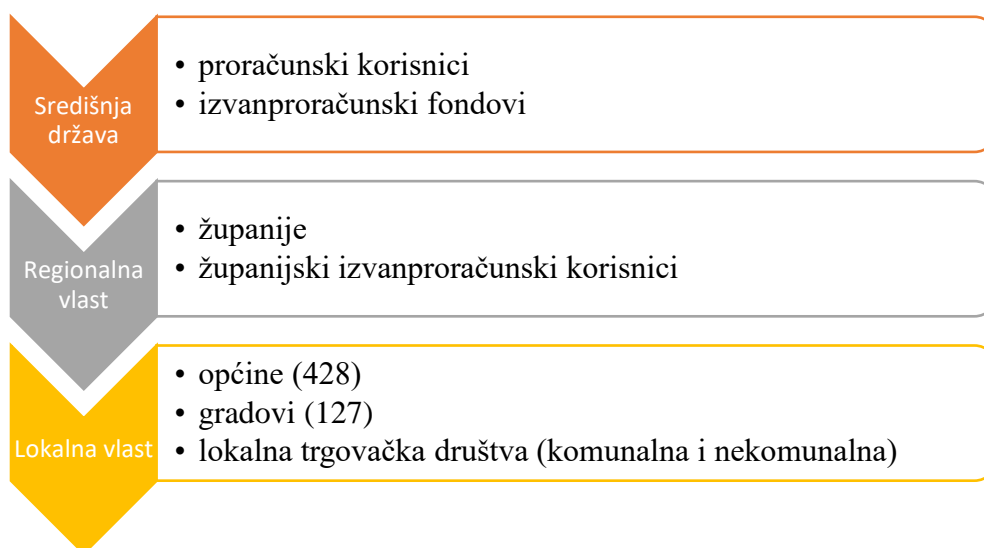 Središnja
država
• proračunski korisnici
• izvanproračunski fondovi
Regionalna
vlast
• županije
• županijski izvanproračunski korisnici
Lokalna vlast
• općine (428)
• gradovi (127)
• lokalna trgovačka društva (komunalna i nekomunalna)